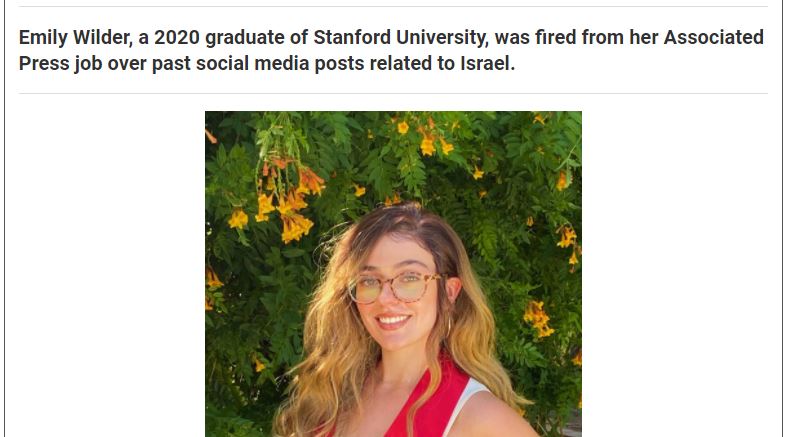 Emily Wilder, a 2020 graduate of Stanford University, was fired from her Associated
Press job over past social media posts related to Israel.